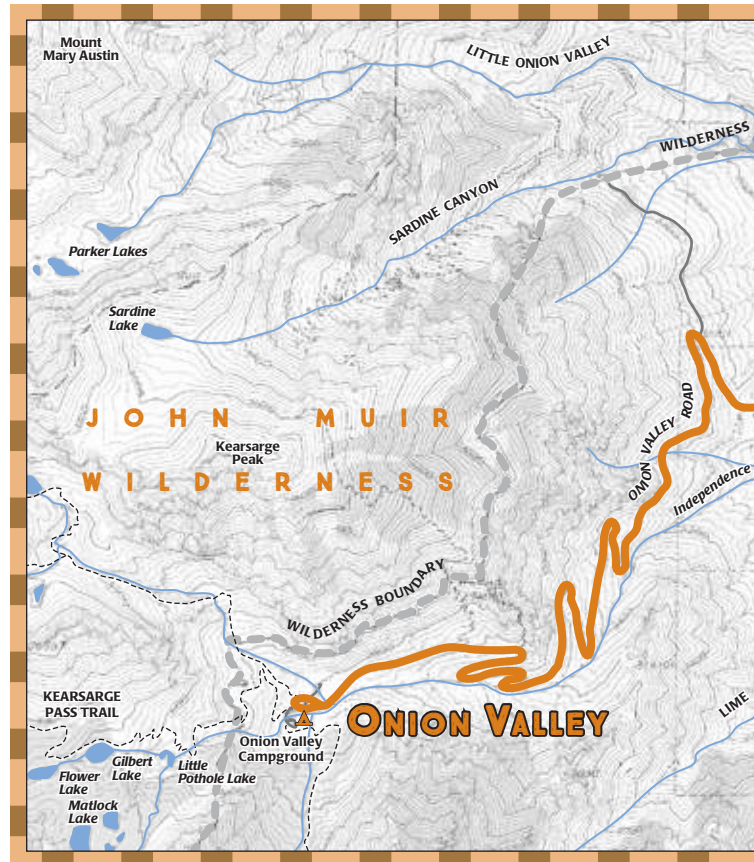 Mount
Mary Austin
LITTLE ONION VALLEY
WILDERNESS
SARDINE CANYON
Parker Lakes
Sardine
Lake
JOHN MUIR
WILDERNESS
Kearsarge
Peak
OMION VALLEY ROAD
Independence
WILDERNESS BOUNDARY
KEARSARGE
PASS TRAIL
ONION VALLEY
LIME
Onion Valley
Campground
Gilbert
Lake
Little
Pothole Lake
Flower
Lake
Matlock
Lake